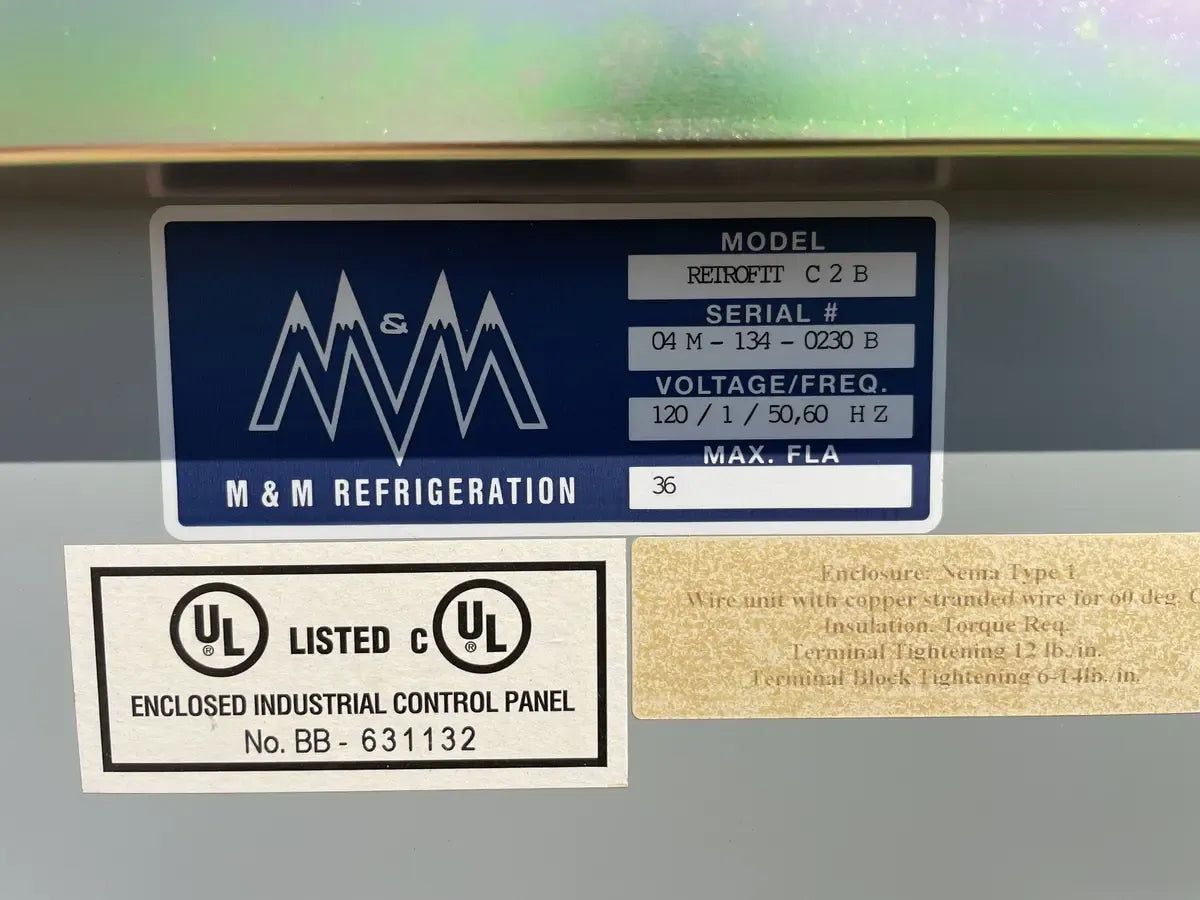 MODEL
RETROFIT C 2 B
SERIAL #
04 M - 134 - 0230 B
VOLTAGE/FREQ.
120 / 1 / 50,60 H Z
MAX. FLA
36
M&M
M & M REFRIGERATION
UL® LISTED C UL®
ENCLOSED INDUSTRIAL CONTROL PANEL
No. BB - 631132
Enclosure: Nema Type 1
Wire unit with copper stranded wire for 60 deg. C
Insulation. Torque Req.
Terminal Tightening 12 lb./in.
Terminal Block Tightening 6-14lb./in.